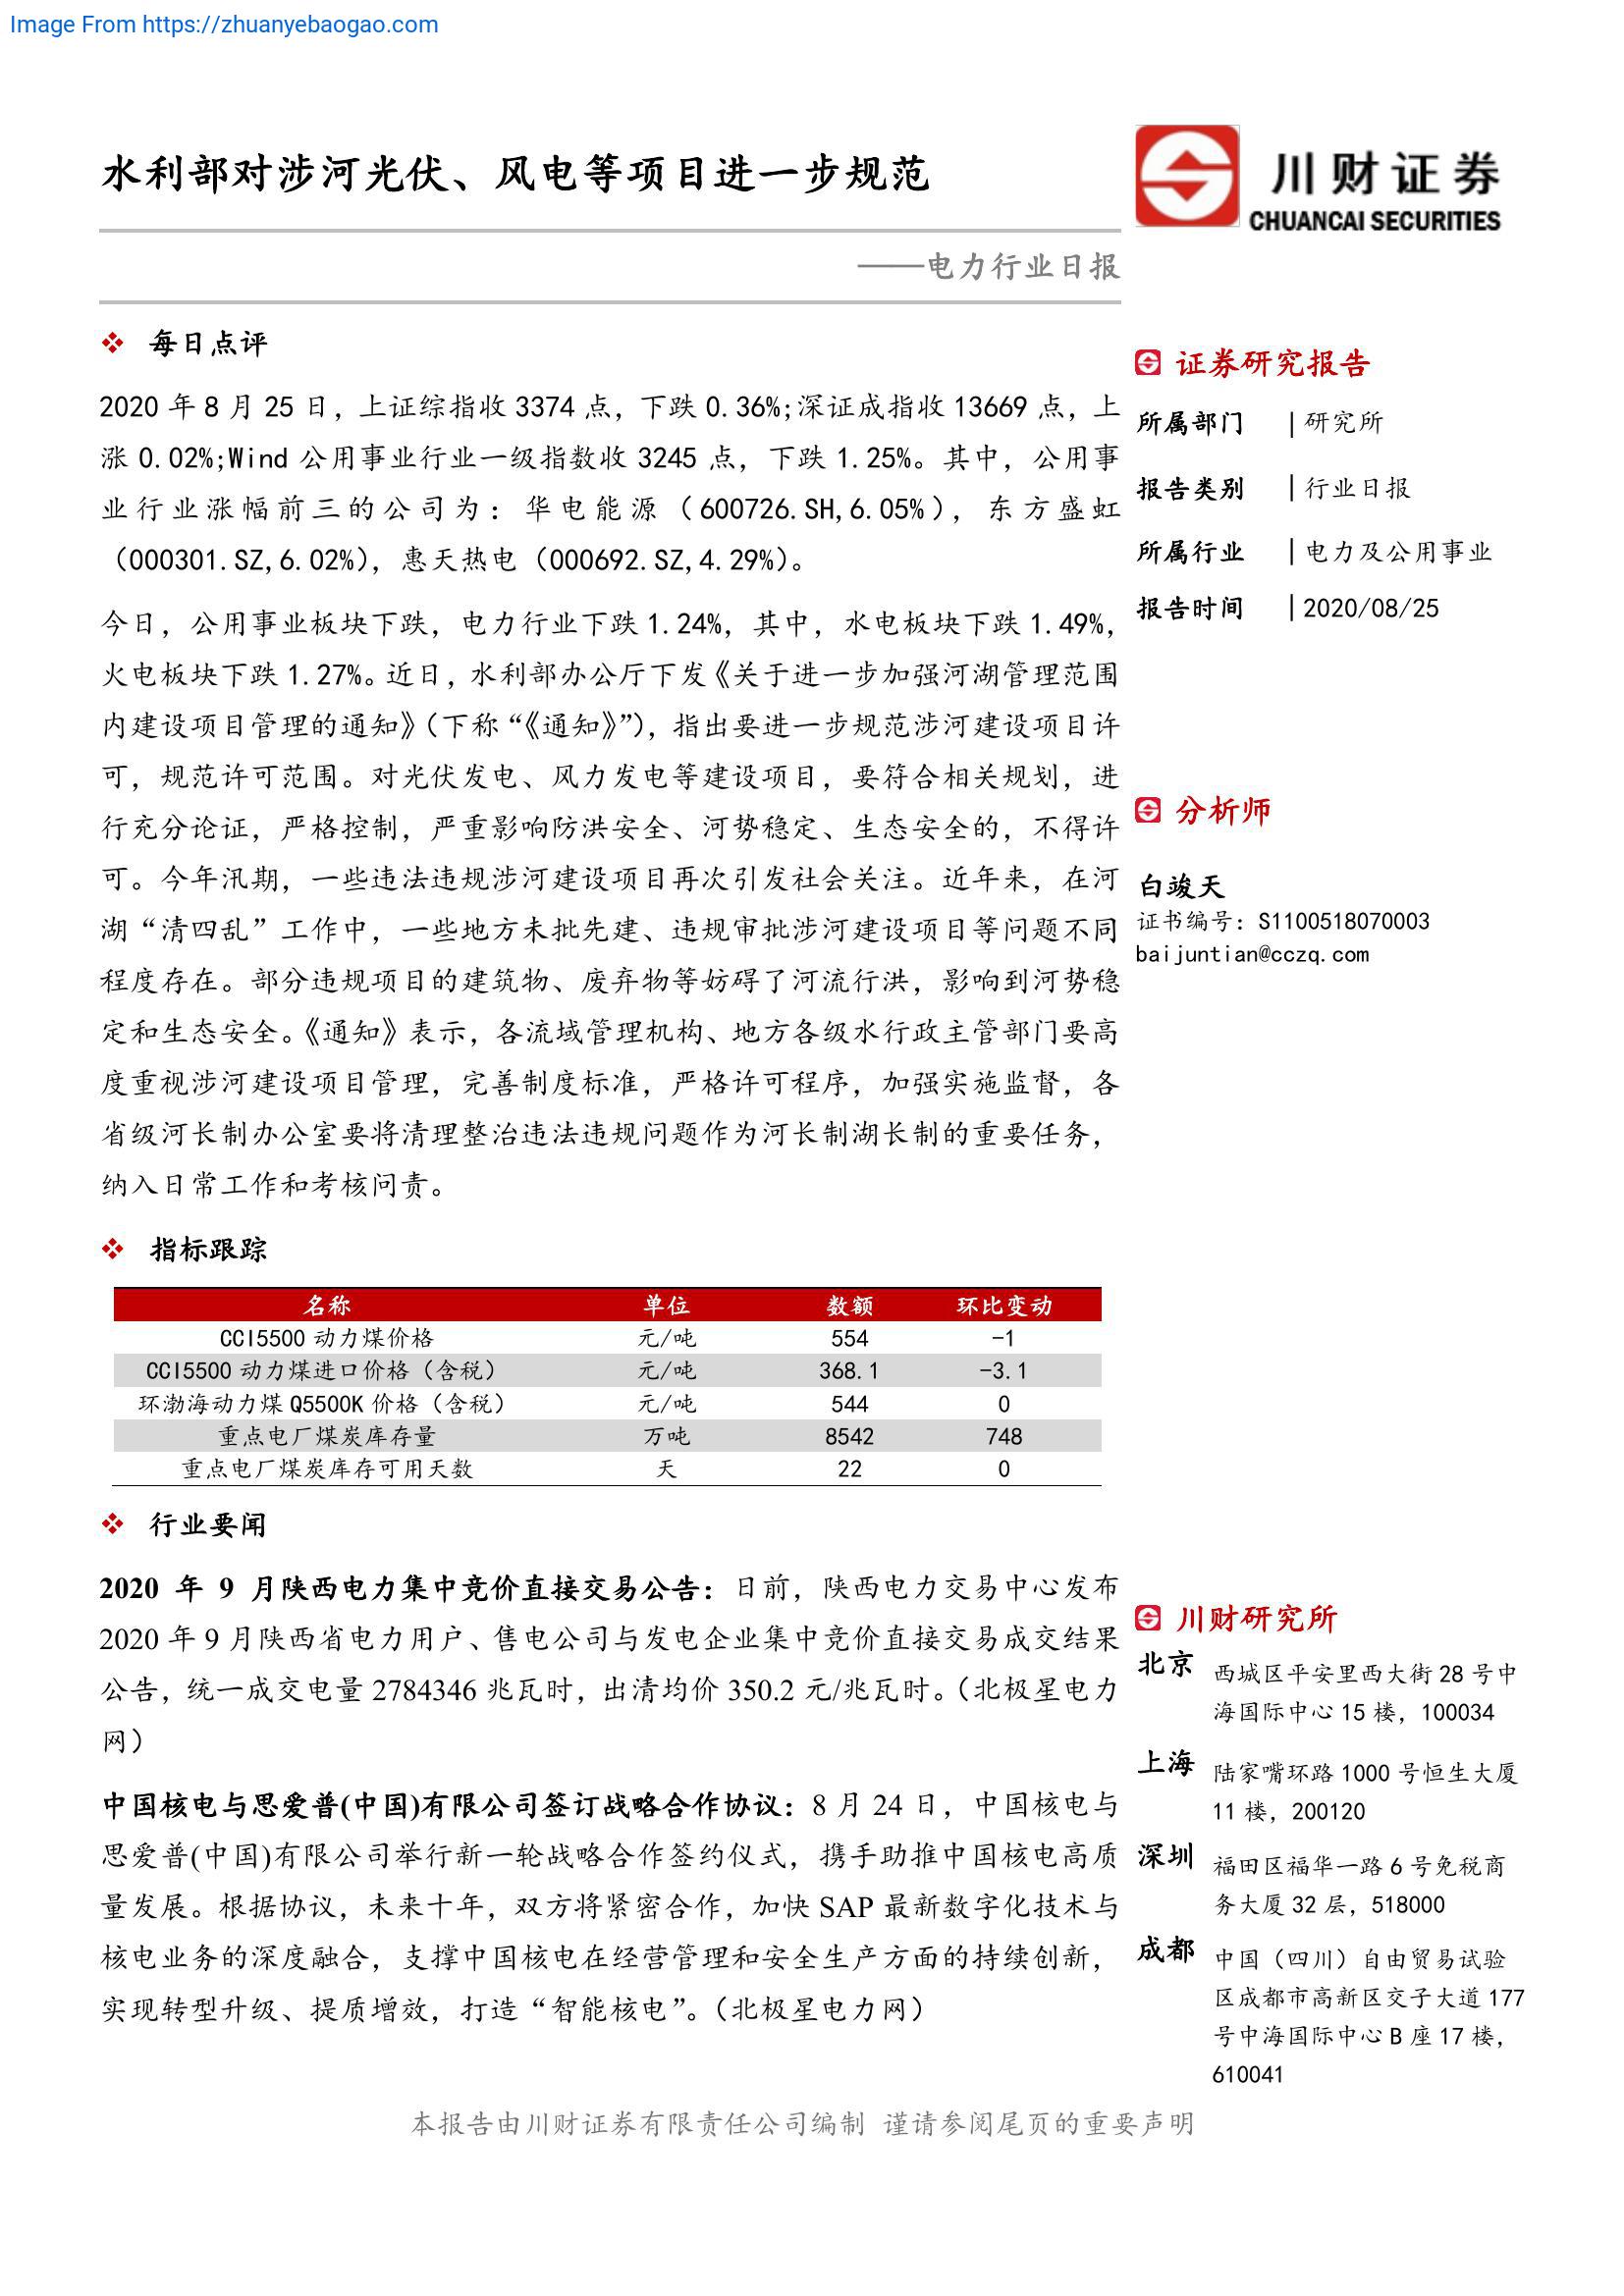 Image From https://zhuanyebaogao.com
水利部对涉河光伏、风电等项目进一步规范
——电力行业日报
川财证券
CHUANCAI SECURITIES
❖ 每日点评
2020 年 8 月 25 日，上证综指收 3374 点，下跌 0.36%;深证成指收 13669 点，上
涨 0.02%;Wind 公用事业行业一级指数收 3245 点，下跌 1.25%。其中，公用事
业行业涨幅前三的公司为：华电能源（600726.SH,6.05%），东方盛虹
（000301.SZ,6.02%），惠天热电（000692.SZ,4.29%）。
今日，公用事业板块下跌，电力行业下跌 1.24%，其中，水电板块下跌 1.49%，
火电板块下跌 1.27%。近日，水利部办公厅下发《关于进一步加强河湖管理范围
内建设项目管理的通知》（下称“《通知》”），指出要进一步规范涉河建设项目许
可，规范许可范围。对光伏发电、风力发电等建设项目，要符合相关规划，进
行充分论证，严格控制，严重影响防洪安全、河势稳定、生态安全的，不得许
可。今年汛期，一些违法违规涉河建设项目再次引发社会关注。近年来，在河
湖“清四乱”工作中，一些地方未批先建、违规审批涉河建设项目等问题不同
程度存在。部分违规项目的建筑物、废弃物等妨碍了河流行洪，影响到河势稳
定和生态安全。《通知》表示，各流域管理机构、地方各级水行政主管部门要高
度重视涉河建设项目管理，完善制度标准，严格许可程序，加强实施监督，各
省级河长制办公室要将清理整治违法违规问题作为河长制湖长制的重要任务，
纳入日常工作和考核问责。
❖ 指标跟踪
名称 单位 数额 环比变动
CCI5500 动力煤价格 元/吨 554 -1
CCI5500 动力煤进口价格（含税） 元/吨 368.1 -3.1
环渤海动力煤 Q5500K 价格（含税） 元/吨 544 0
重点电厂煤炭库存量 万吨 8542 748
重点电厂煤炭库存可用天数 天 22 0
❖ 行业要闻
2020 年 9 月陕西电力集中竞价直接交易公告：日前，陕西电力交易中心发布
2020 年 9 月陕西省电力用户、售电公司与发电企业集中竞价直接交易成交结果
公告，统一成交电量 2784346 兆瓦时，出清均价 350.2 元/兆瓦时。（北极星电力
网）
中国核电与思爱普(中国)有限公司签订战略合作协议：8 月 24 日，中国核电与
思爱普(中国)有限公司举行新一轮战略合作签约仪式，携手助推中国核电高质
量发展。根据协议，未来十年，双方将紧密合作，加快 SAP 最新数字化技术与
核电业务的深度融合，支撑中国核电在经营管理和安全生产方面的持续创新，
实现转型升级、提质增效，打造“智能核电”。（北极星电力网）
证券研究报告
所属部门 | 研究所
报告类别 | 行业日报
所属行业 | 电力及公用事业
报告时间 | 2020/08/25
分析师
白竣天
证书编号：S1100518070003
baijuntian@cczq.com
川财研究所
北京 西城区平安里西大街 28 号中
海国际中心 15 楼，100034
上海 陆家嘴环路 1000 号恒生大厦
11 楼，200120
深圳 福田区福华一路 6 号免税商
务大厦 32 层，518000
成都 中国（四川）自由贸易试验
区成都市高新区交子大道 177
号中海国际中心 B 座 17 楼，
610041
本报告由川财证券有限责任公司编制 谨请参阅尾页的重要声明